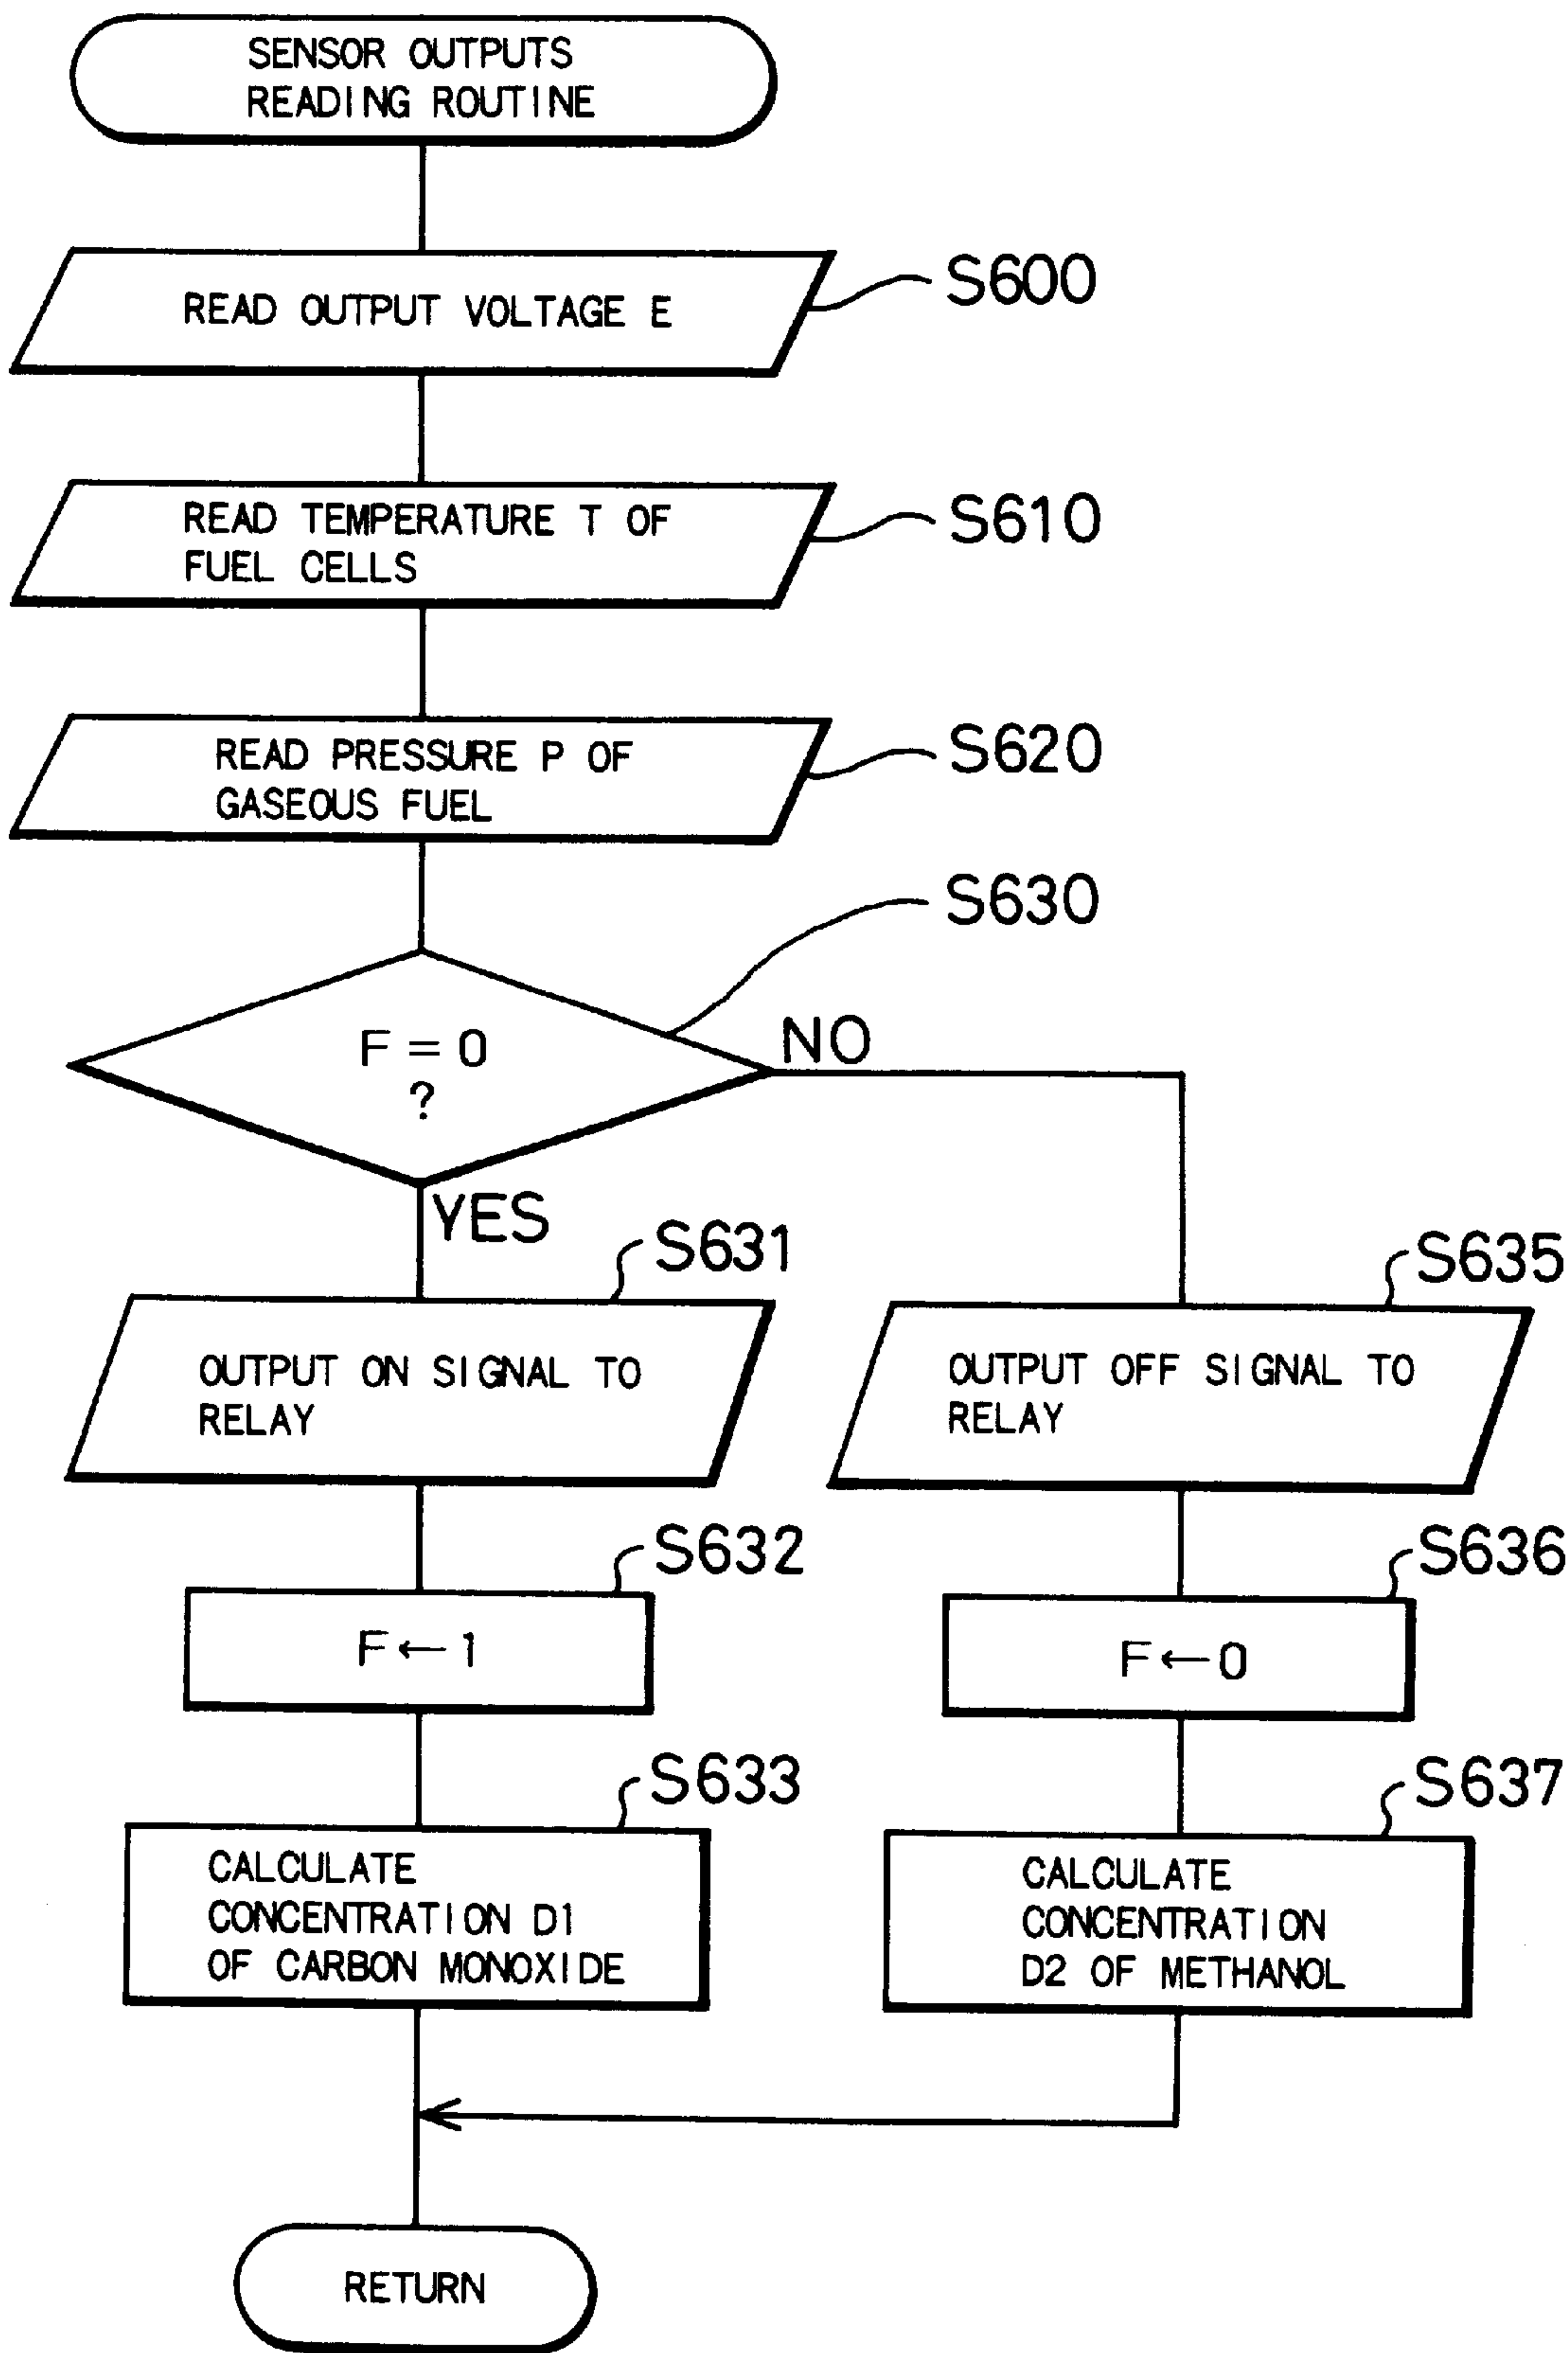 SENSOR OUTPUTS
READING ROUTINE
READ OUTPUT VOLTAGE E
S600
READ TEMPERATURE T OF
FUEL CELLS
S610
READ PRESSURE P OF
GASEOUS FUEL
S620
S630
F = 0
?
NO
YES
S631
OUTPUT ON SIGNAL TO
RELAY
S635
OUTPUT OFF SIGNAL TO
RELAY
S632
F ← 1
S636
F ← 0
S633
CALCULATE
CONCENTRATION D1
OF CARBON MONOXIDE
S637
CALCULATE
CONCENTRATION
D2 OF METHANOL
RETURN